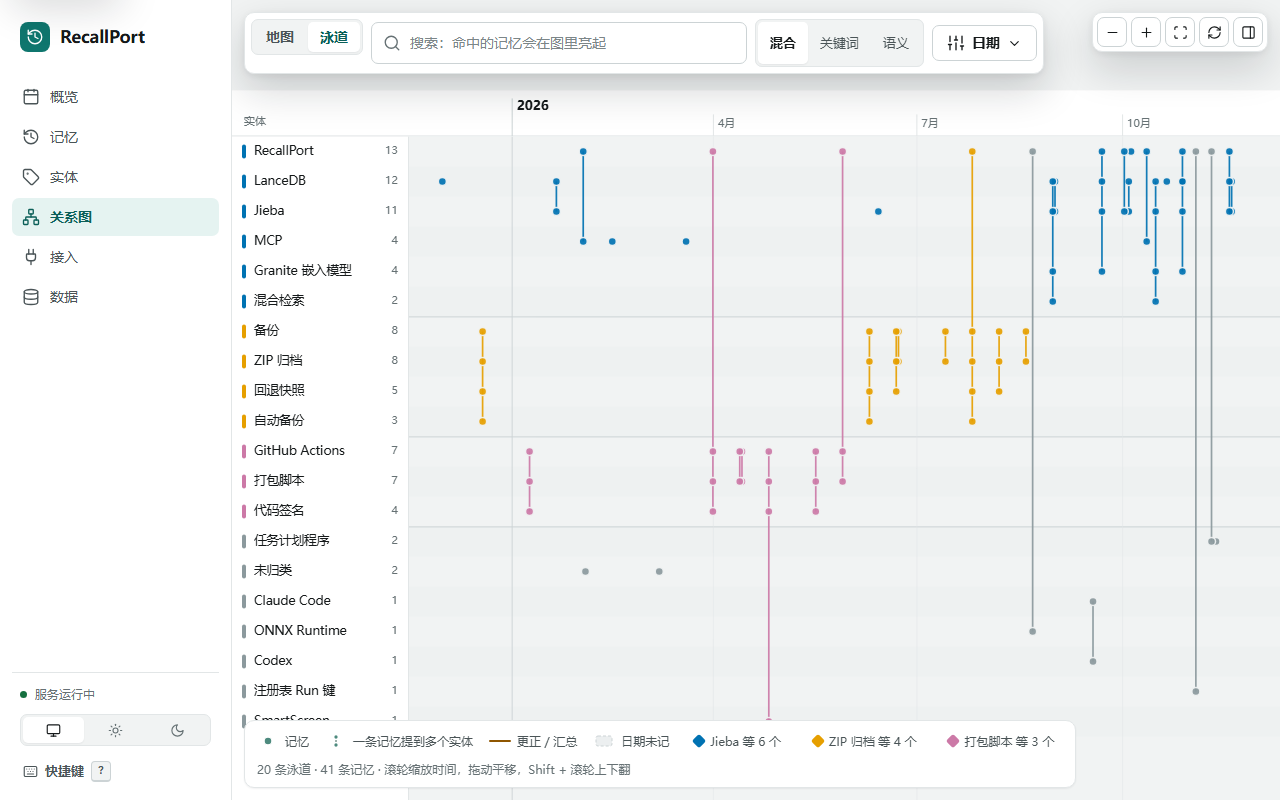 RecallPort
概览
记忆
实体
关系图
接入
数据
服务运行中
快捷键 ?
地图 泳道
搜索：命中的记忆会在图里亮起
混合 关键词 语义
日期
2026
实体
4月 7月 10月
RecallPort 13
LanceDB 12
Jieba 11
MCP 4
Granite 嵌入模型 4
混合检索 2
备份 8
ZIP 归档 8
回退快照 5
自动备份 3
GitHub Actions 7
打包脚本 7
代码签名 4
任务计划程序 2
未归类 2
Claude Code 1
ONNX Runtime 1
Codex 1
注册表 Run 键 1
SmartScreen 1
记忆 一条记忆提到多个实体 更正 / 汇总 日期未记 Jieba 等 6 个 ZIP 归档 等 4 个 打包脚本 等 3 个
20 条泳道 · 41 条记忆 · 滚轮缩放时间，拖动平移，Shift + 滚轮上下翻